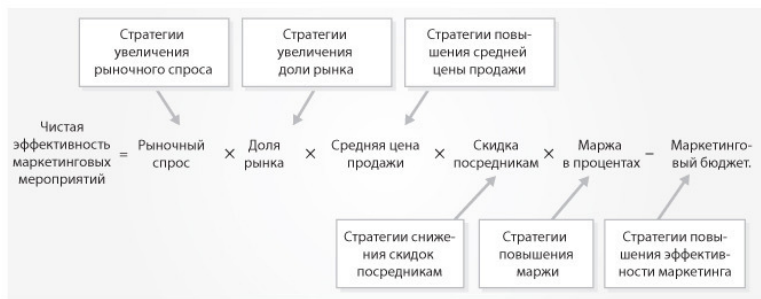 Стратегии
увеличения
рыночного спроса
Стратегии
увеличения
доли рынка
Стратегии повы-
шения средней
цены продажи
Чистая
эффективность
маркетинговых
мероприятий
=
Рыночный
спрос
×
Доля
рынка
×
Средняя цена
продажи
×
Скидка
посредникам
×
Маржа
в процентах
–
Маркетинго-
вый бюджет.
Стратегии сниже-
ния скидок
посредникам
Стратегии
повышения
маржи
Стратегии повы-
шения эффектив-
ности маркетинга